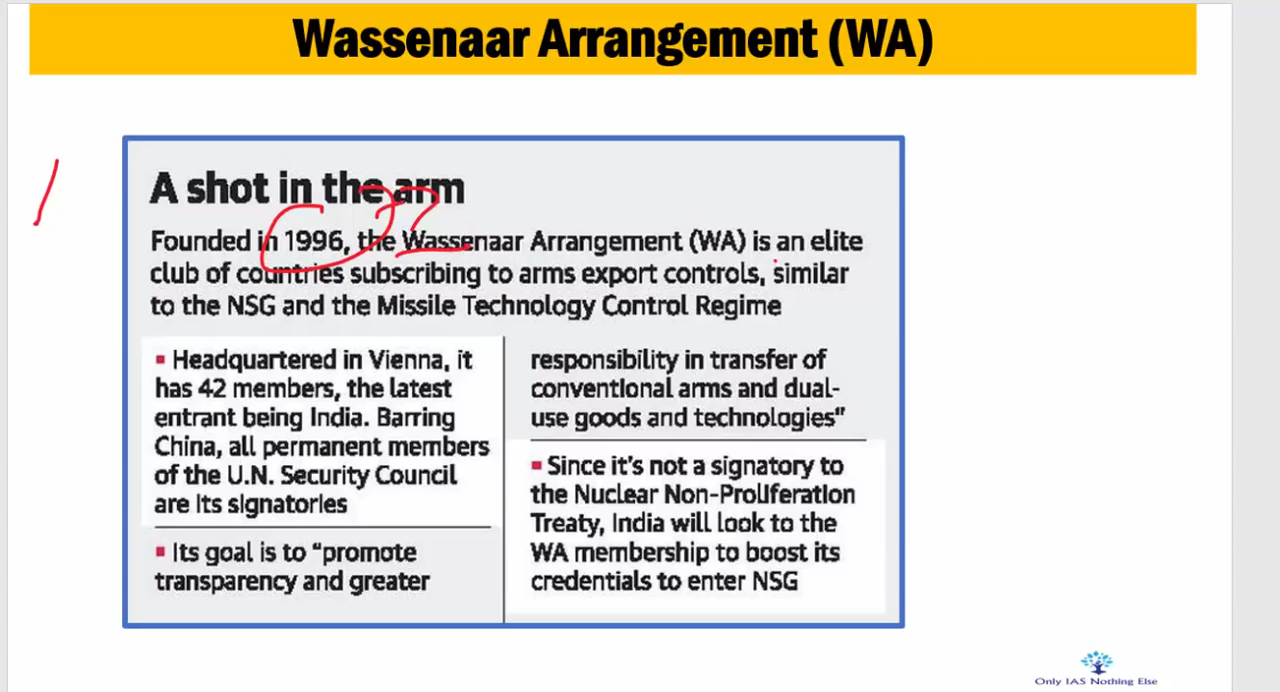 Wassenaar Arrangement (WA)
A shot in the arm
Founded in 1996, the Wassenaar Arrangement (WA) is an elite
club of countries subscribing to arms export controls, similar
to the NSG and the Missile Technology Control Regime
Headquartered in Vienna, it
has 42 members, the latest
entrant being India. Barring
China, all permanent members
of the U.N. Security Council
are its signatories
Its goal is to “promote
transparency and greater
responsibility in transfer of
conventional arms and dual-
use goods and technologies”
Since it's not a signatory to
the Nuclear Non-Proliferation
Treaty, India will look to the
WA membership to boost its
credentials to enter NSG
Only IAS Nothing Else